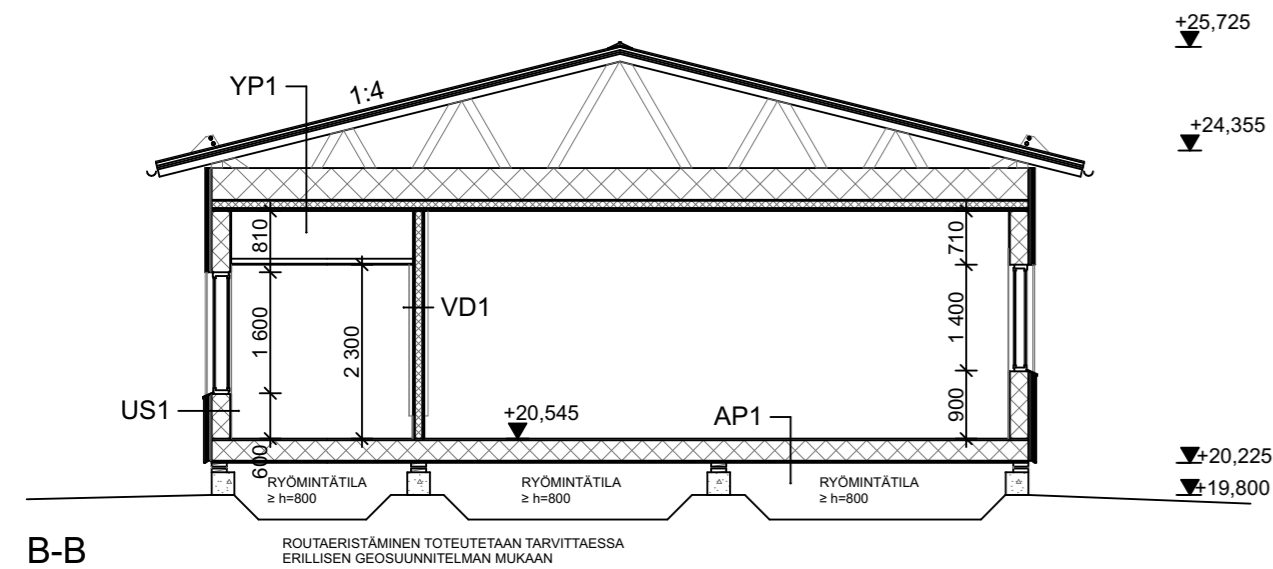 +25,725
YP1
1:4
+24,355
810
710
1 600
2 300
VD1
1 400
US1
+20,545
AP1
900
600
+20,225
RYÖMINTÄTILA
≥ h=800
RYÖMINTÄTILA
≥ h=800
RYÖMINTÄTILA
≥ h=800
+19,800
B-B
ROUTAERISTÄMINEN TOTEUTETAAN TARVITTAESSA
ERILLISEN GEOSUUNNITELMAN MUKAAN